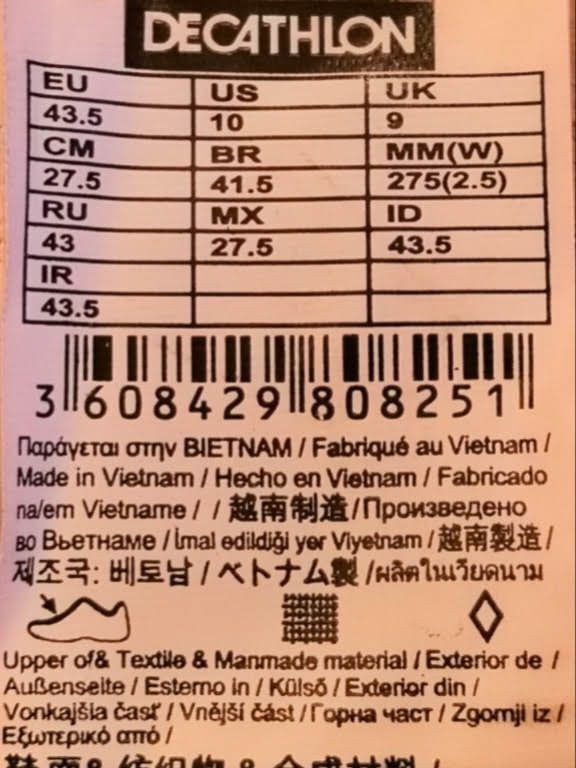 DECATHLON
EU US UK
43.5 10 9
CM BR MM(W)
27.5 41.5 275(2.5)
RU MX ID
43 27.5 43.5
IR
43.5
3 608429 808251
Παράγεται στην ΒΙΕΤΝΑΜ / Fabriqué au Vietnam /
Made in Vietnam / Hecho en Vietnam / Fabricado
na/em Vietname / / 越南制造/Произведено
во Вьетнаме / İmal edildiği yer Viyetnam / 越南製造/
제조국: 베토남 / ベトナム製 /ผลิตในเวียดนาม
Upper of& Textile & Manmade material / Exterior de /
Außenseite / Esterno in / Külső / Exterior din /
Vonkajšia časť / Vnější část / Горна част / Zgornji iz /
Εξωτερικό από /